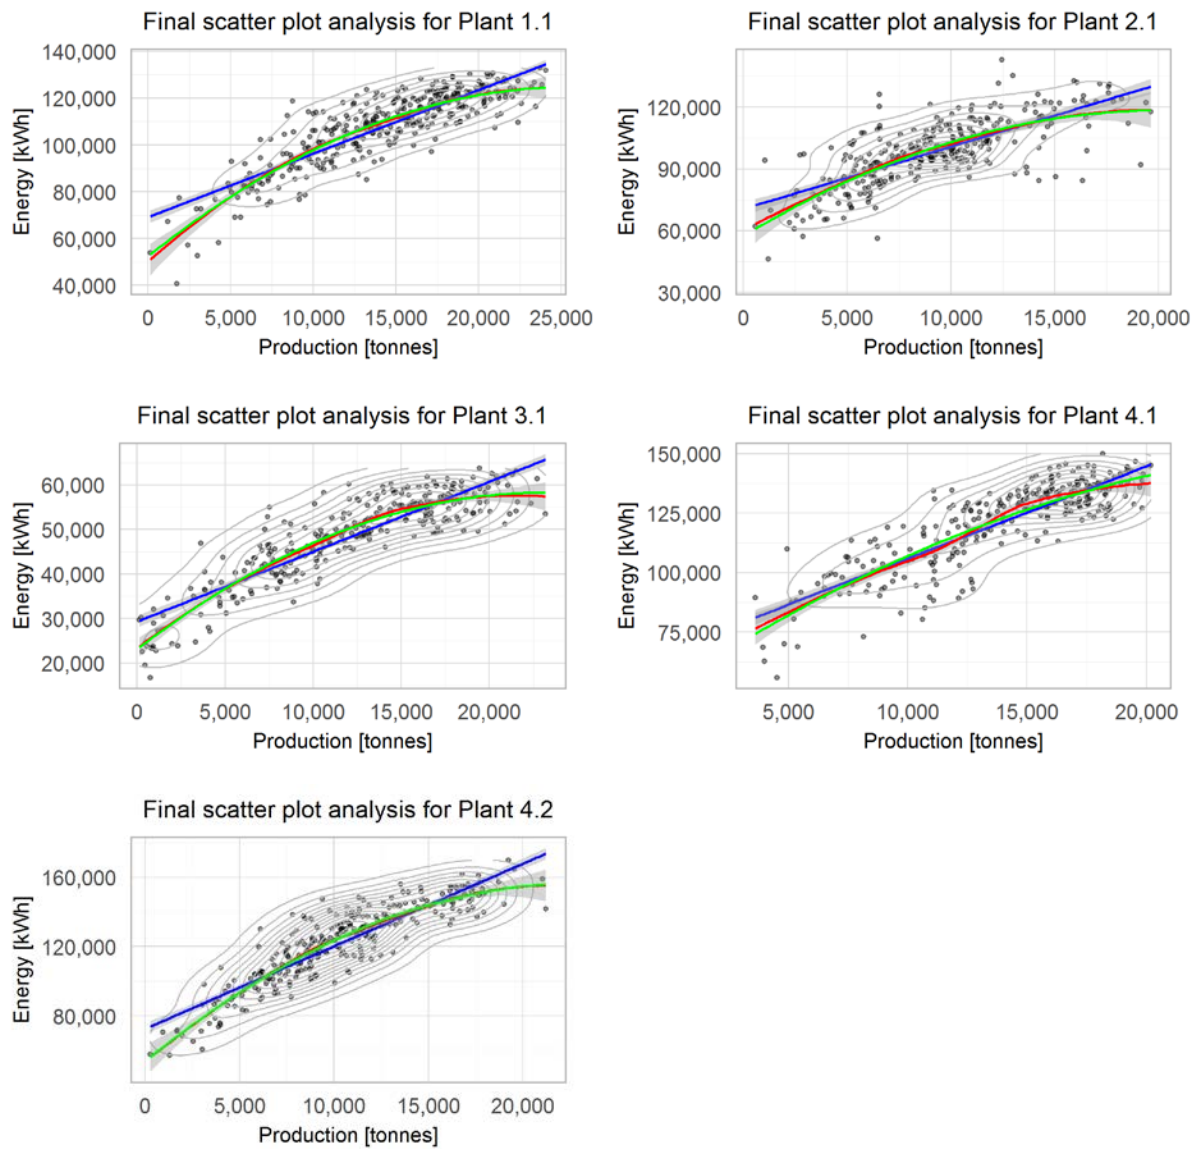 Final scatter plot analysis for Plant 1.1
140,000
120,000
100,000
80,000
60,000
40,000
Energy [kWh]
0 5,000 10,000 15,000 20,000 25,000
Production [tonnes]
Final scatter plot analysis for Plant 2.1
120,000
90,000
60,000
30,000
Energy [kWh]
0 5,000 10,000 15,000 20,000
Production [tonnes]
Final scatter plot analysis for Plant 3.1
60,000
50,000
40,000
30,000
20,000
Energy [kWh]
0 5,000 10,000 15,000 20,000
Production [tonnes]
Final scatter plot analysis for Plant 4.1
150,000
125,000
100,000
75,000
Energy [kWh]
5,000 10,000 15,000 20,000
Production [tonnes]
Final scatter plot analysis for Plant 4.2
160,000
120,000
80,000
Energy [kWh]
0 5,000 10,000 15,000 20,000
Production [tonnes]